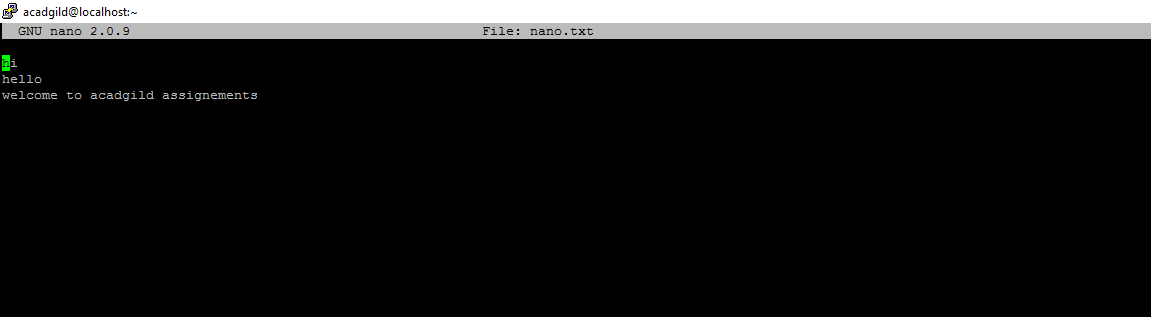 acadgild@localhost:~
GNU nano 2.0.9 File: nano.txt
hi
hello
welcome to acadgild assignements